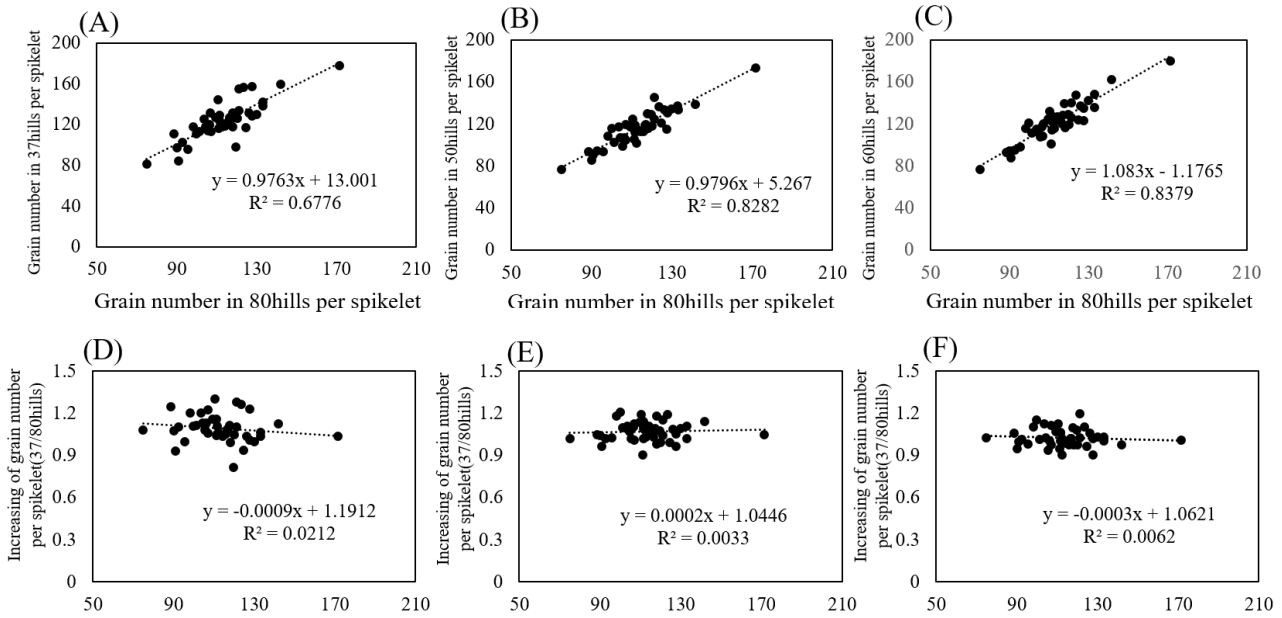 (A)
Grain number in 37hills per spikelet
200
160
120
80
40
0
y = 0.9763x + 13.001
R² = 0.6776
50 90 130 170 210
Grain number in 80hills per spikelet
(B)
Grain number in 50hills per spikelet
200
160
120
80
40
0
y = 0.9796x + 5.267
R² = 0.8282
50 90 130 170 210
Grain number in 80hills per spikelet
(C)
Grain number in 60hills per spikelet
200
160
120
80
40
0
y = 1.083x - 1.1765
R² = 0.8379
50 90 130 170 210
Grain number in 80hills per spikelet
(D)
Increasing of grain number
per spikelet(37/80hills)
1.5
1.2
0.9
0.6
0.3
0
y = -0.0009x + 1.1912
R² = 0.0212
50 90 130 170 210
(E)
Increasing of grain number
per spikelet(37/80hills)
1.5
1.2
0.9
0.6
0.3
0
y = 0.0002x + 1.0446
R² = 0.0033
50 90 130 170 210
(F)
Increasing of grain number
per spikelet(37/80hills)
1.5
1.2
0.9
0.6
0.3
0
y = -0.0003x + 1.0621
R² = 0.0062
50 90 130 170 210